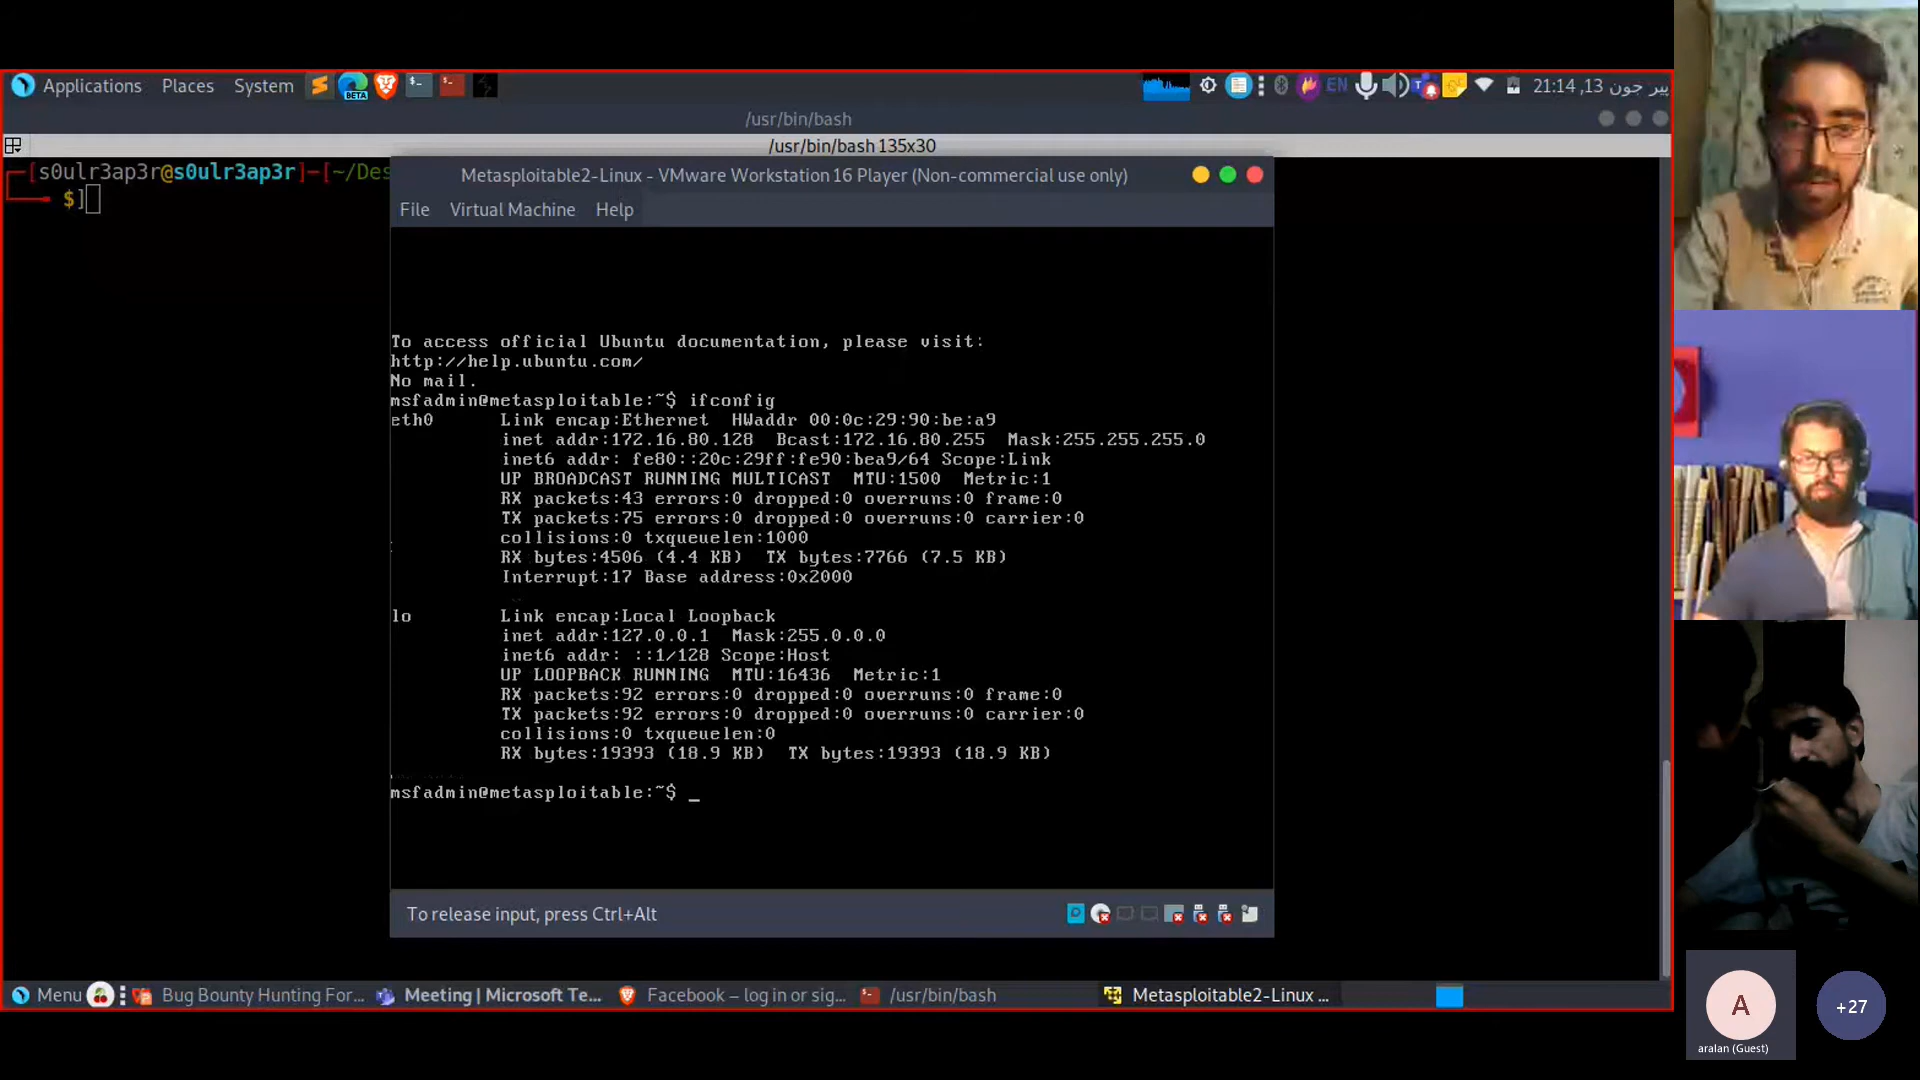 Applications Places System
BETA
EN
21:14 ,13 پیر جون
/usr/bin/bash
/usr/bin/bash 135x30
[s0ulr3ap3r@s0ulr3ap3r]-[~/Des
$]
Metasploitable2-Linux - VMware Workstation 16 Player (Non-commercial use only)
File Virtual Machine Help
To access official Ubuntu documentation, please visit:
http://help.ubuntu.com/
No mail.
msfadmin@metasploitable:~$ ifconfig
eth0 Link encap:Ethernet HWaddr 00:0c:29:90:be:a9
inet addr:172.16.80.128 Bcast:172.16.80.255 Mask:255.255.255.0
inet6 addr: fe80::20c:29ff:fe90:bea9/64 Scope:Link
UP BROADCAST RUNNING MULTICAST MTU:1500 Metric:1
RX packets:43 errors:0 dropped:0 overruns:0 frame:0
TX packets:75 errors:0 dropped:0 overruns:0 carrier:0
collisions:0 txqueuelen:1000
RX bytes:4506 (4.4 KB) TX bytes:7766 (7.5 KB)
Interrupt:17 Base address:0x2000
lo Link encap:Local Loopback
inet addr:127.0.0.1 Mask:255.0.0.0
inet6 addr: ::1/128 Scope:Host
UP LOOPBACK RUNNING MTU:16436 Metric:1
RX packets:92 errors:0 dropped:0 overruns:0 frame:0
TX packets:92 errors:0 dropped:0 overruns:0 carrier:0
collisions:0 txqueuelen:0
RX bytes:19393 (18.9 KB) TX bytes:19393 (18.9 KB)
msfadmin@metasploitable:~$ _
To release input, press Ctrl+Alt
Menu Bug Bounty Hunting For... Meeting | Microsoft Te... Facebook – log in or sig... /usr/bin/bash Metasploitable2-Linux ...
A
aralan (Guest)
+27